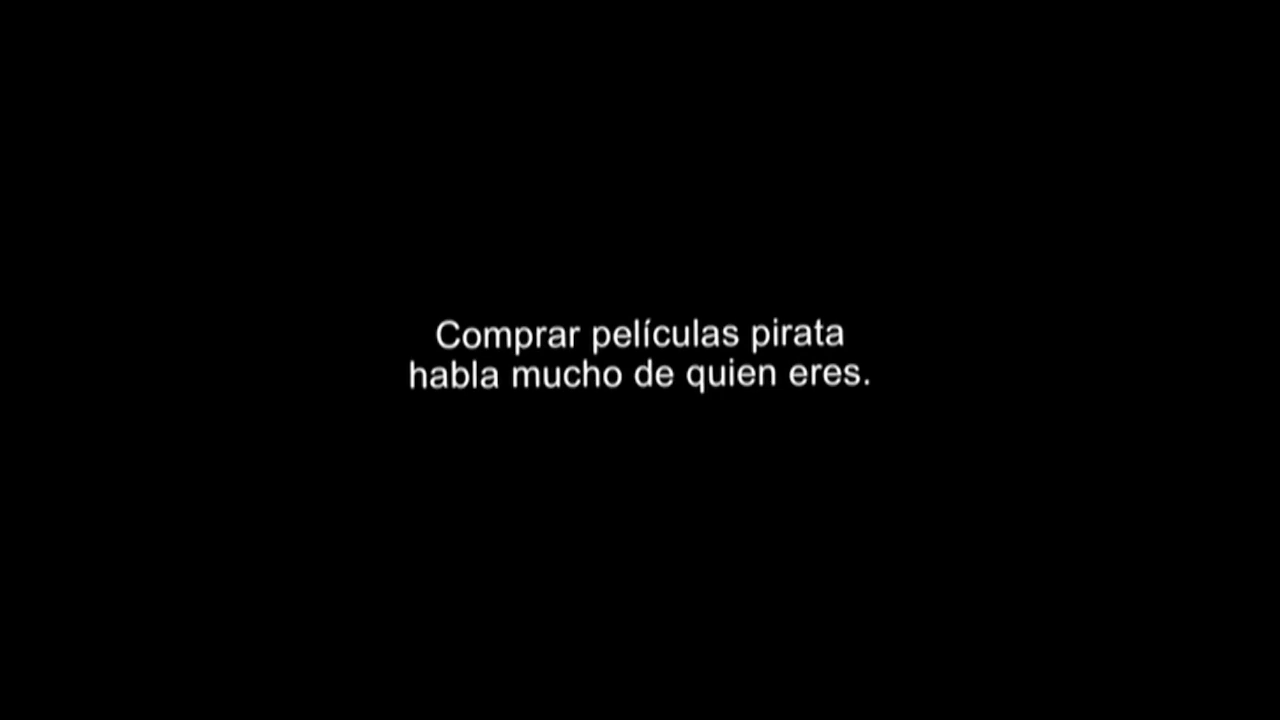 Comprar películas pirata
habla mucho de quien eres.